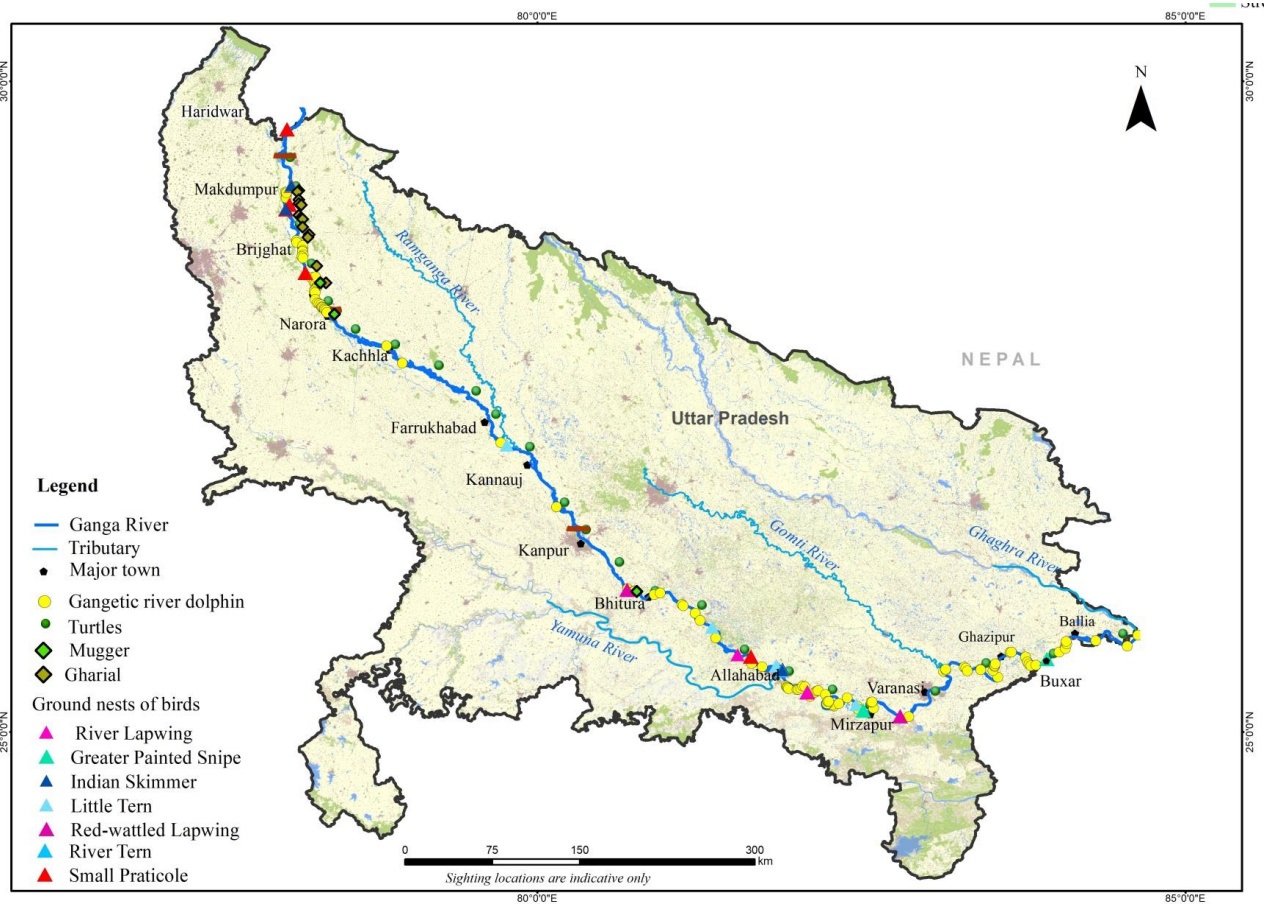 80°0'0"E
85°0'0"E
30°0'0"N
30°0'0"N
N
Haridwar
Makdumpur
Brijghat
Ramganga River
Narora
Kachhla
NEPAL
Uttar Pradesh
Farrukhabad
Kannauj
Kanpur
Gomti River
Ghaghra River
Bhitura
Yamuna River
Ballia
Ghazipur
Allahabad
Varanasi
Buxar
Mirzapur
25°0'0"N
25°0'0"N
Legend
Ganga River
Tributary
Major town
Gangetic river dolphin
Turtles
Mugger
Gharial
Ground nests of birds
River Lapwing
Greater Painted Snipe
Indian Skimmer
Little Tern
Red-wattled Lapwing
River Tern
Small Praticole
0 75 150 300
km
Sighting locations are indicative only
80°0'0"E
85°0'0"E